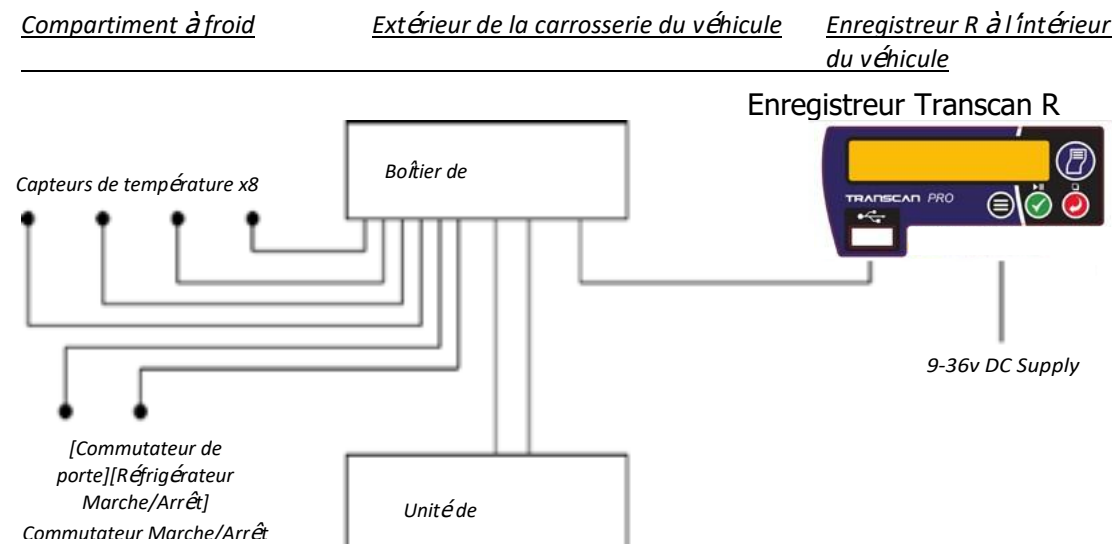 Compartiment à froid
Extérieur de la carrosserie du véhicule
Enregistreur R à l'intérieur
du véhicule
Enregistreur Transcan R
Capteurs de température x8
Boîtier de
TRANSCAN PRO
9-36v DC Supply
[Commutateur de
porte][Réfrigérateur
Marche/Arrêt]
Commutateur Marche/Arrêt
Unité de